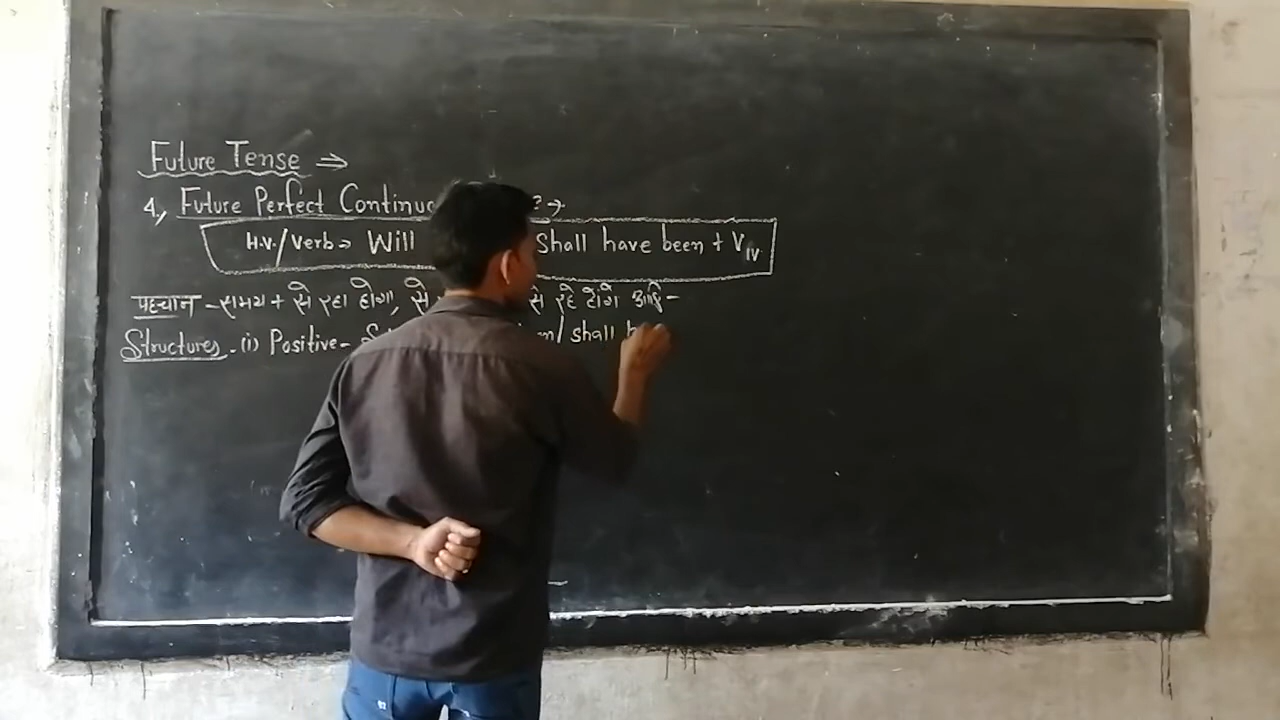 Future Tense ⇒
4, Future Perfect Continuo →
H.V./Verb → Will Shall have been + V IV
पहचान - समय + से रहा होगा, से से रहे होंगे आदि -
Structures - (i) Positive - / shall